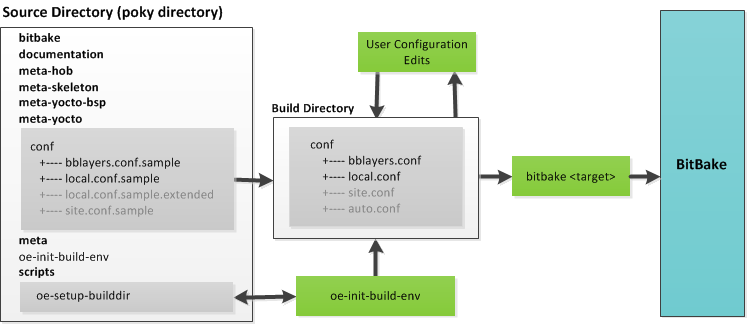 Source Directory (poky directory)
bitbake
documentation
meta-hob
meta-skeleton
meta-yocto-bsp
meta-yocto
conf
+---- bblayers.conf.sample
+---- local.conf.sample
+---- local.conf.sample.extended
+---- site.conf.sample
meta
oe-init-build-env
scripts
oe-setup-builddir
User Configuration
Edits
Build Directory
conf
+---- bblayers.conf
+---- local.conf
+---- site.conf
+---- auto.conf
oe-init-build-env
bitbake <target>
BitBake